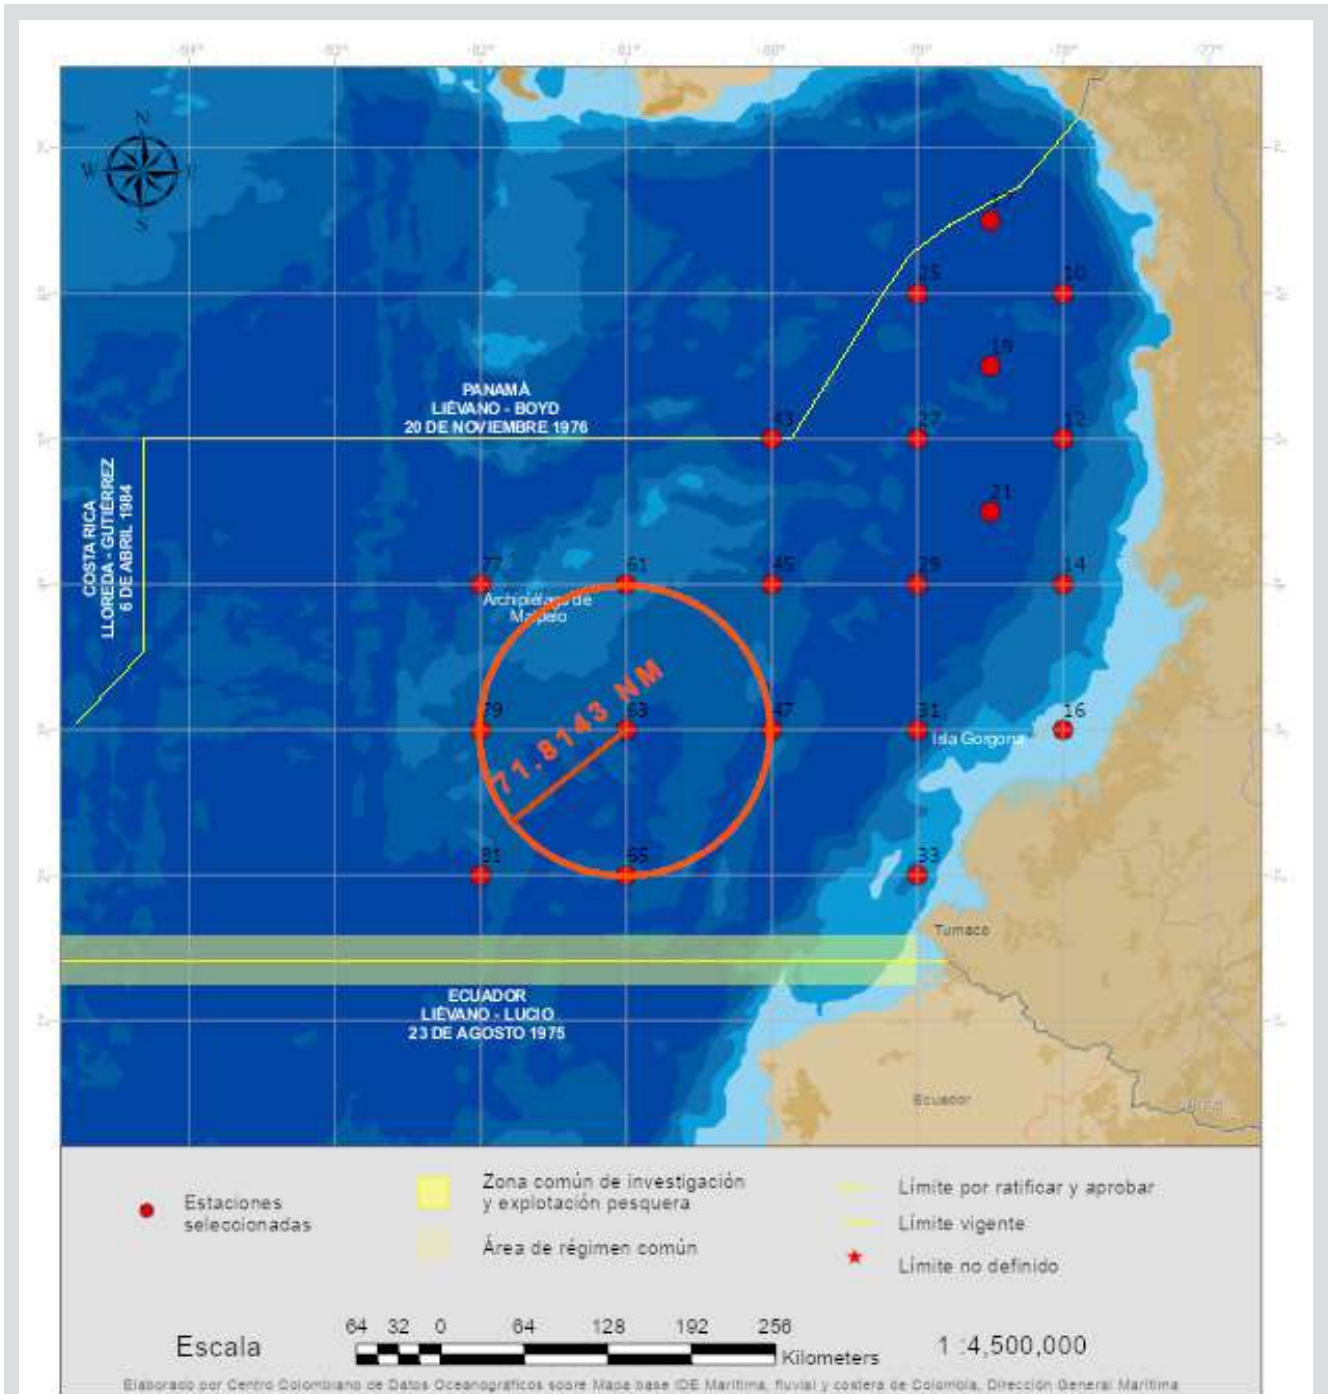 -84°
-83°
-82°
-81°
-80°
-79°
-78°
-77°
N
W
S
25
10
19
PANAMÁ
LIÉVANO - BOYD
20 DE NOVIEMBRE 1976
43
27
12
COSTA RICA
LLOREDA - GUTIÉRREZ
6 DE ABRIL 1984
21
77
61
45
29
14
Archipiélago de
Malpelo
71.8143 NM
79
63
47
31
16
Isla Gorgona
81
65
33
Tumaco
ECUADOR
LIÉVANO - LUCIO
23 DE AGOSTO 1975
Ecuador
Estaciones
seleccionadas
Zona común de investigación
y explotación pesquera
Área de régimen común
Límite por ratificar y aprobar
Límite vigente
Límite no definido
Escala
64 32 0 64 128 192 256
Kilometers
1 :4,500,000
Elaborado por Centro Colombiano de Datos Oceanográficos sobre Mapa base IDE Marítima, fluvial y costera de Colombia, Dirección General Marítima